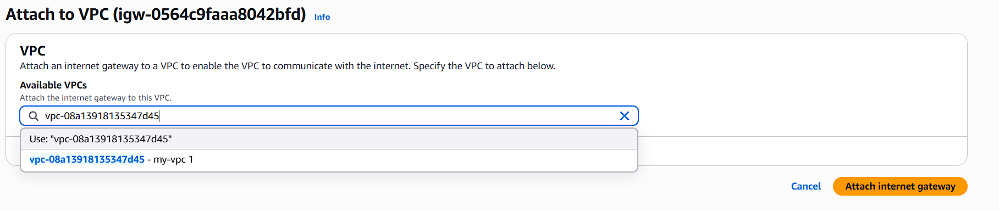 Attach to VPC (igw-0564c9faaa8042bfd) Info
VPC
Attach an internet gateway to a VPC to enable the VPC to communicate with the internet. Specify the VPC to attach below.
Available VPCs
Attach the internet gateway to this VPC.
vpc-08a13918135347d45
Use: "vpc-08a13918135347d45"
vpc-08a13918135347d45 - my-vpc 1
Cancel Attach internet gateway